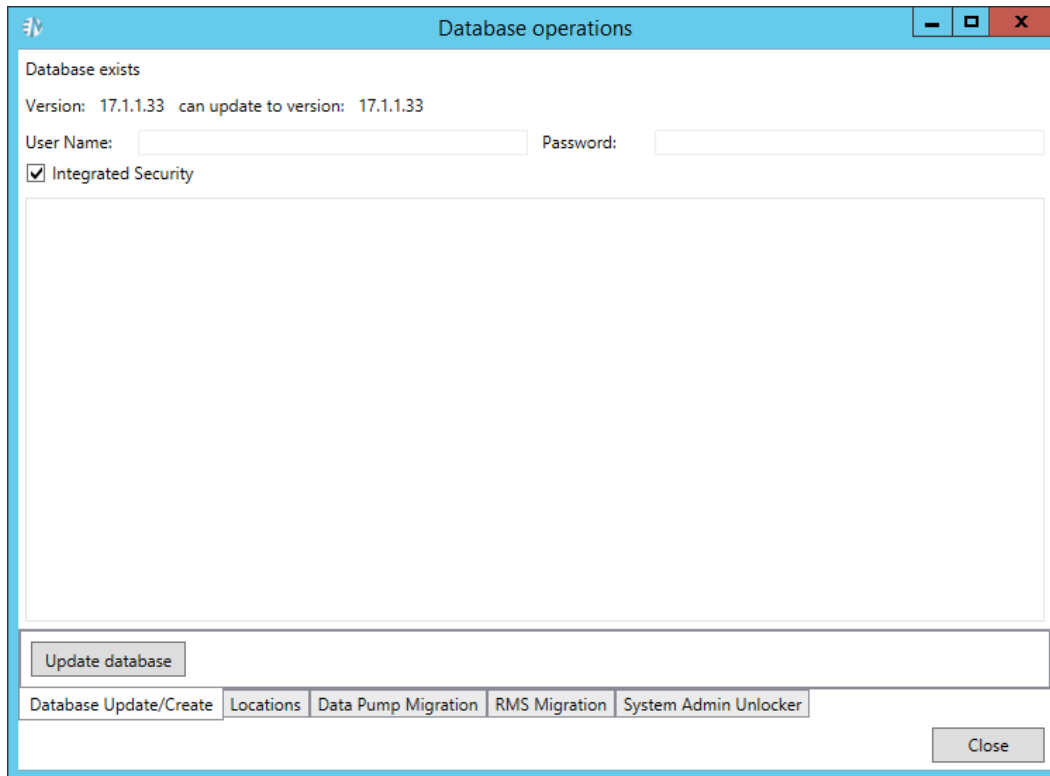 Database operations
Database exists
Version: 17.1.1.33 can update to version: 17.1.1.33
User Name: Password:
Integrated Security
Update database
Database Update/Create Locations Data Pump Migration RMS Migration System Admin Unlocker
Close